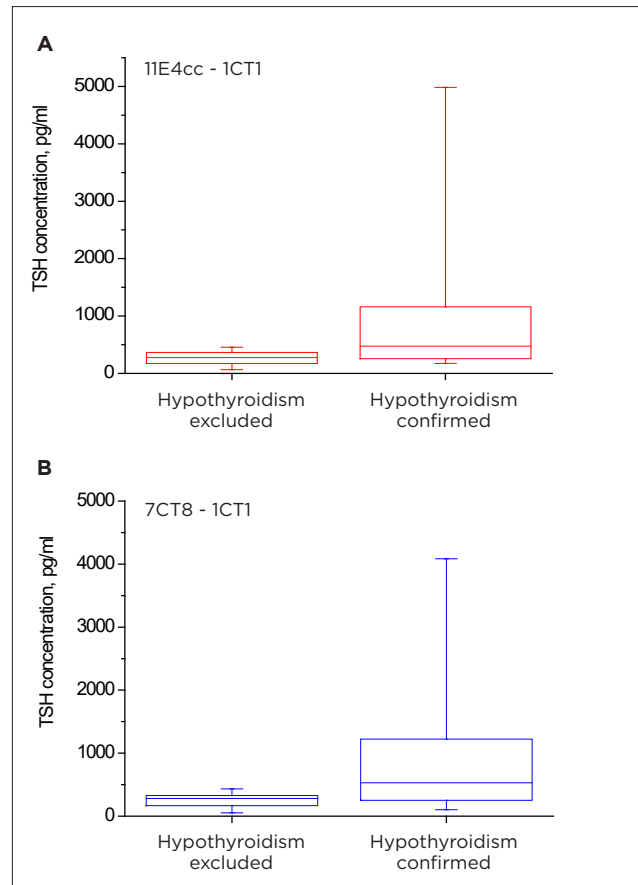 A
11E4cc - 1CT1
TSH concentration, pg/ml
5000
4000
3000
2000
1000
0
Hypothyroidism
excluded
Hypothyroidism
confirmed
B
7CT8 - 1CT1
TSH concentration, pg/ml
5000
4000
3000
2000
1000
0
Hypothyroidism
excluded
Hypothyroidism
confirmed